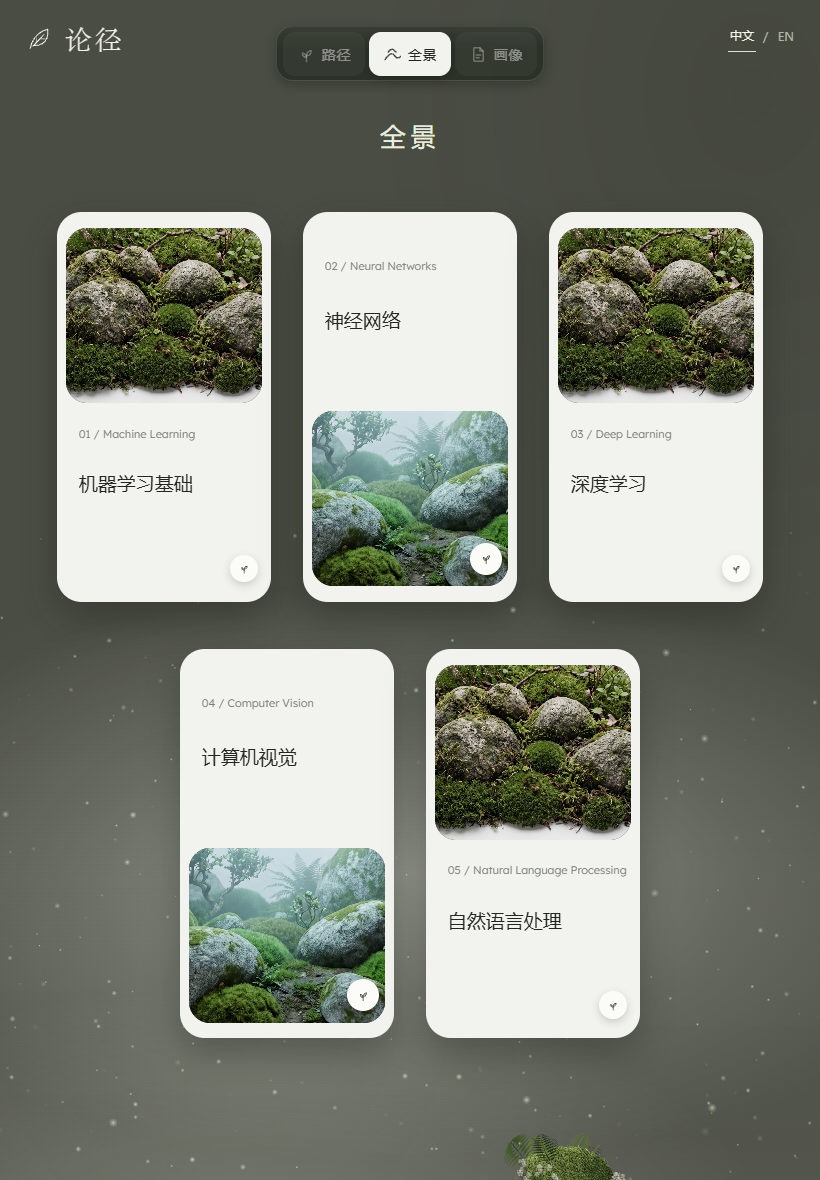 论径
路径
全景
画像
中文 / EN
全景
01 / Machine Learning
机器学习基础
02 / Neural Networks
神经网络
03 / Deep Learning
深度学习
04 / Computer Vision
计算机视觉
05 / Natural Language Processing
自然语言处理